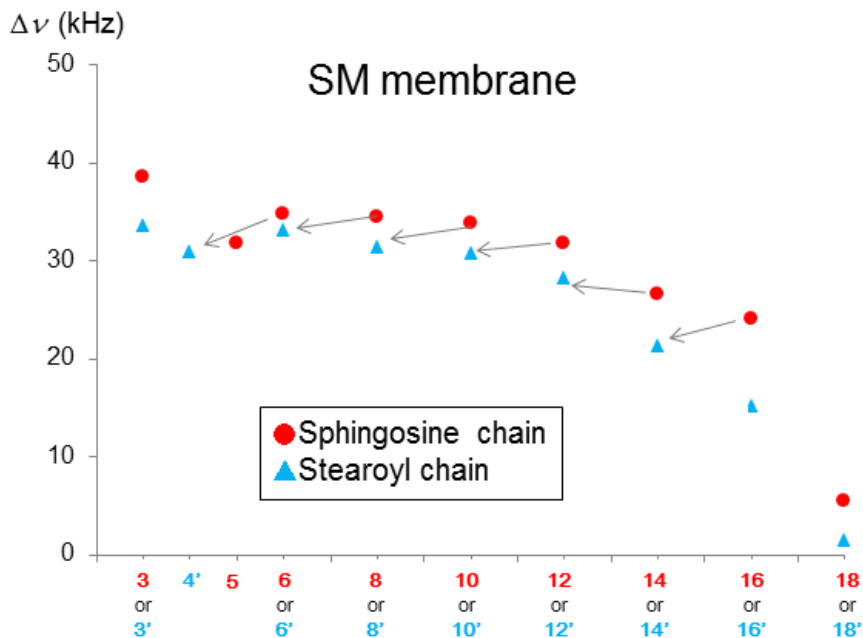 Δν (kHz)
SM membrane
50
40
30
20
10
0
Sphingosine chain
Stearoyl chain
3 4’ 5 6 8 10 12 14 16 18
or or or or or or or or
3’ 6’ 8’ 10’ 12’ 14’ 16’ 18’